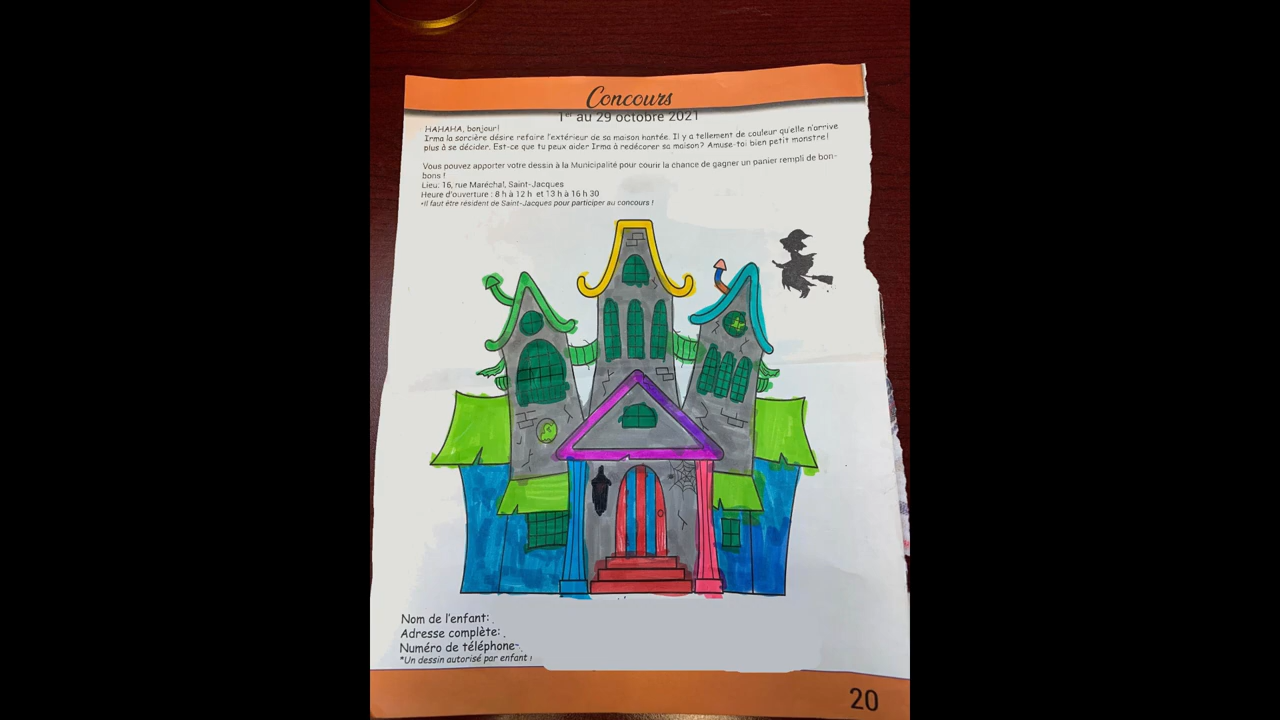 Concours
1er au 29 octobre 2021
HAHAHA, bonjour!
Irma la sorcière désire refaire l'extérieur de sa maison hantée. Il y a tellement de couleur qu'elle n'arrive
plus à se décider. Est-ce que tu peux aider Irma à redécorer sa maison? Amuse-toi bien petit monstre!
Vous pouvez apporter votre dessin à la Municipalité pour courir la chance de gagner un panier rempli de bon-
bons !
Lieu: 16, rue Maréchal, Saint-Jacques
Heure d'ouverture : 8 h à 12 h et 13 h à 16 h 30
*Il faut être résident de Saint-Jacques pour participer au concours !
Nom de l'enfant:
Adresse complète:
Numéro de téléphone
*Un dessin autorisé par enfant !
20